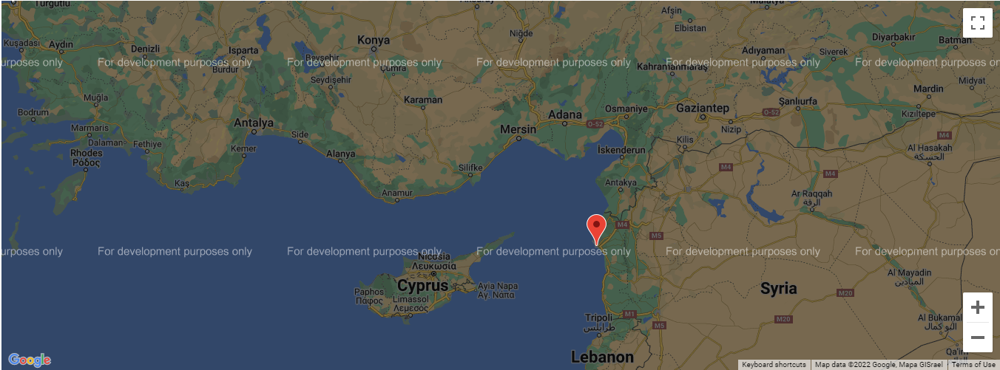 Turgutlu
Aksaray
Afşin
Malatya
Elbistan
Kuşadası
Aydın
Denizli
Isparta
Konya
Niğde
Diyarbakır
Batman
Burdur
Beyşehir
Çumra
Adıyaman
Siverek
urposes only
For development purposes only
For development purposes only
For development purposes only
For development purposes only
For development purposes o
Seydişehir
Kahramanmaraş
Midyat
Muğla
Karaman
Mardin
Bodrum
Osmaniye
Gaziantep
Şanlıurfa
Kızıltepe
Antalya
Adana
O-52
O-52
Marmaris
Dalaman
Fethiye
Side
Mersin
Nizip
M4
Rhodes
Ρόδος
Kemer
Alanya
Silifke
İskenderun
Kilis
Al Hasakah
الحسكة
M4
M4
Kaş
Anamur
Antakya
Ar Raqqah
الرقة
M4
M5
urposes only
For development purposes only
For development purposes only
For development purposes only
For development purposes only
For development purposes o
Nicosia
Λευκωσία
Cyprus
Ayia Napa
Αγ. Νάπα
Syria
Al Mayadin
الميادين
Paphos
Πάφος
Limassol
Λεμεσός
M20
Tripoli
طرابلس
M1
M5
M20
Al Bukamal
البو كمال
Lebanon
Qa'im
Google
Keyboard shortcuts
Map data ©2022 Google, Mapa GISrael
Terms of Use